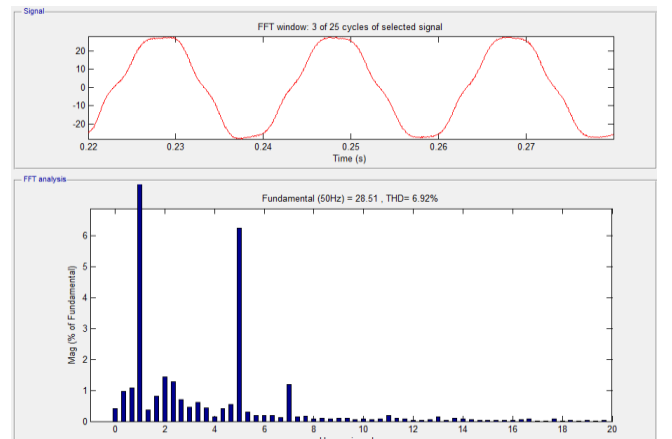 Signal
FFT window: 3 of 25 cycles of selected signal
20
10
0
-10
-20
0.22 0.23 0.24 0.25 0.26 0.27
Time (s)
FFT analysis
Fundamental (50Hz) = 28.51 , THD= 6.92%
Mag (% of Fundamental)
6
5
4
3
2
1
0
0 2 4 6 8 10 12 14 16 18 20